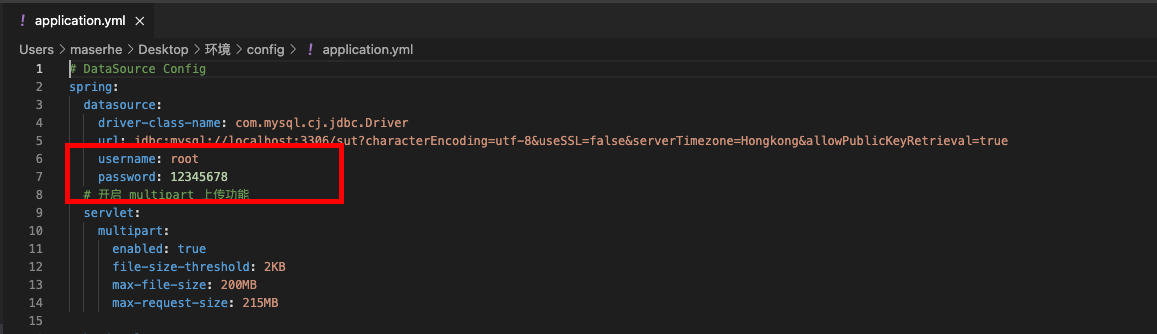 ! application.yml ×
Users > maserhe > Desktop > 环境 > config > ! application.yml
1 # DataSource Config
2 spring:
3 datasource:
4 driver-class-name: com.mysql.cj.jdbc.Driver
5 url: jdbc:mysql://localhost:3306/sut?characterEncoding=utf-8&useSSL=false&serverTimezone=Hongkong&allowPublicKeyRetrieval=true
6 username: root
7 password: 12345678
8 # 开启 multipart 上传功能
9 servlet:
10 multipart:
11 enabled: true
12 file-size-threshold: 2KB
13 max-file-size: 200MB
14 max-request-size: 215MB
15